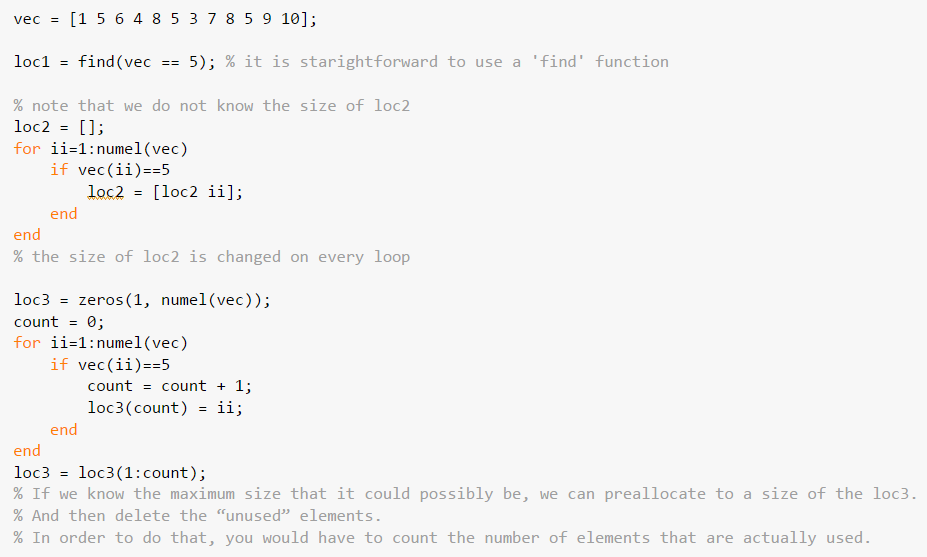 vec = [1 5 6 4 8 5 3 7 8 5 9 10];
loc1 = find(vec == 5); % it is starightforward to use a 'find' function
% note that we do not know the size of loc2
loc2 = [];
for ii=1:numel(vec)
    if vec(ii)==5
        loc2 = [loc2 ii];
    end
end
% the size of loc2 is changed on every loop
loc3 = zeros(1, numel(vec));
count = 0;
for ii=1:numel(vec)
    if vec(ii)==5
        count = count + 1;
        loc3(count) = ii;
    end
end
loc3 = loc3(1:count);
% If we know the maximum size that it could possibly be, we can preallocate to a size of the loc3.
% And then delete the “unused” elements.
% In order to do that, you would have to count the number of elements that are actually used.